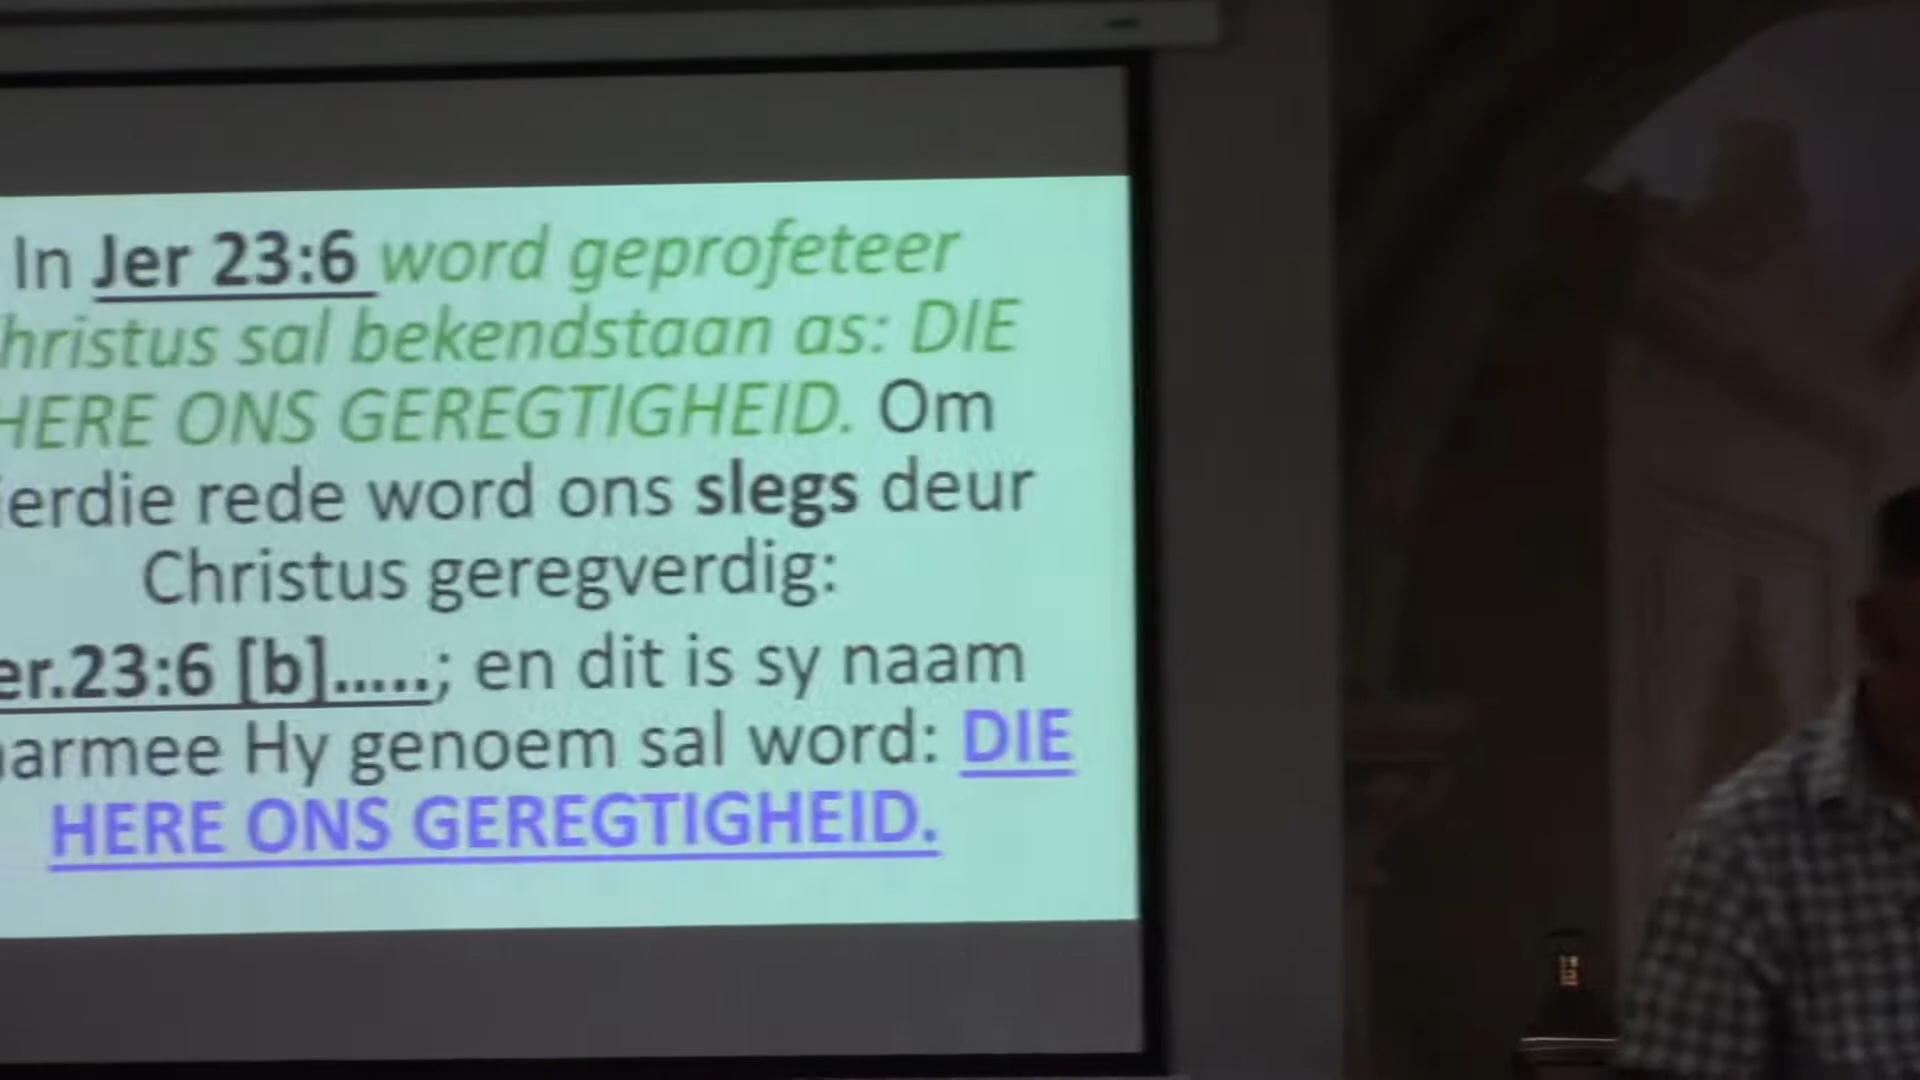 In Jer 23:6 word geprofeteer
hristus sal bekendstaan as: DIE
HERE ONS GEREGTIGHEID. Om
ierdie rede word ons slegs deur
Christus geregverdig:
er.23:6 [b].....; en dit is sy naam
aarmee Hy genoem sal word: DIE
HERE ONS GEREGTIGHEID.